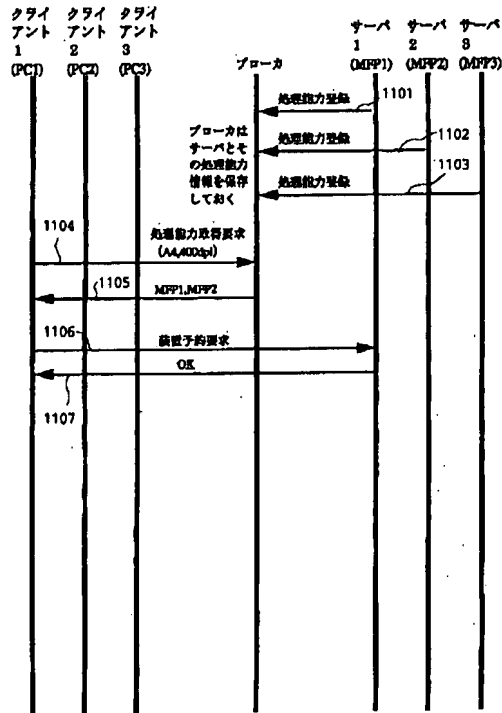 クライ
アント
1
(PC1)
クライ
アント
2
(PC2)
クライ
アント
3
(PC3)
ブローカ
サーバ
1
(MFP1)
サーバ
2
(MFP2)
サーバ
3
(MFP3)
処理能力登録
1101
ブローカは
サーバとそ
の処理能力
情報を保存
しておく
処理能力登録
1102
処理能力登録
1103
1104
処理能力取得要求
(A4,400dpi)
1105
MFP1,MFP2
1106
装置予約要求
OK
1107